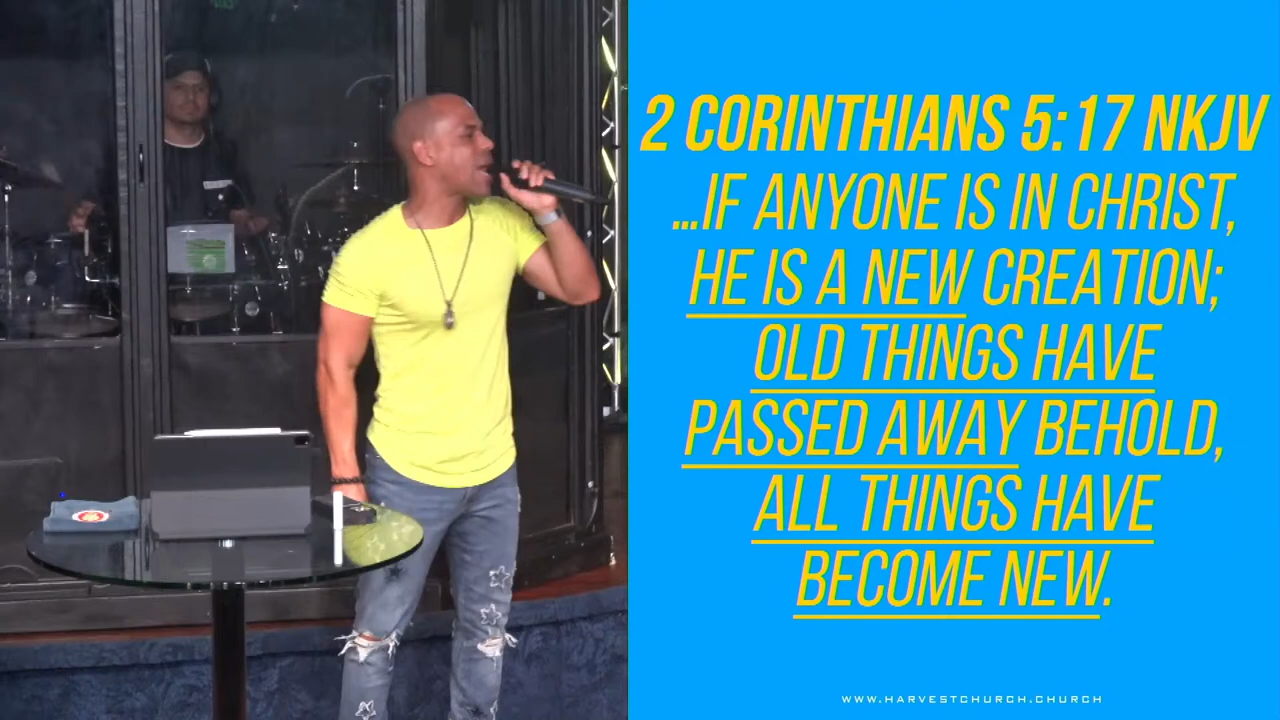 2 CORINTHIANS 5:17 NKJV
...IF ANYONE IS IN CHRIST,
HE IS A NEW CREATION;
OLD THINGS HAVE
PASSED AWAY BEHOLD,
ALL THINGS HAVE
BECOME NEW.
WWW.HARVESTCHURCH.CHURCH